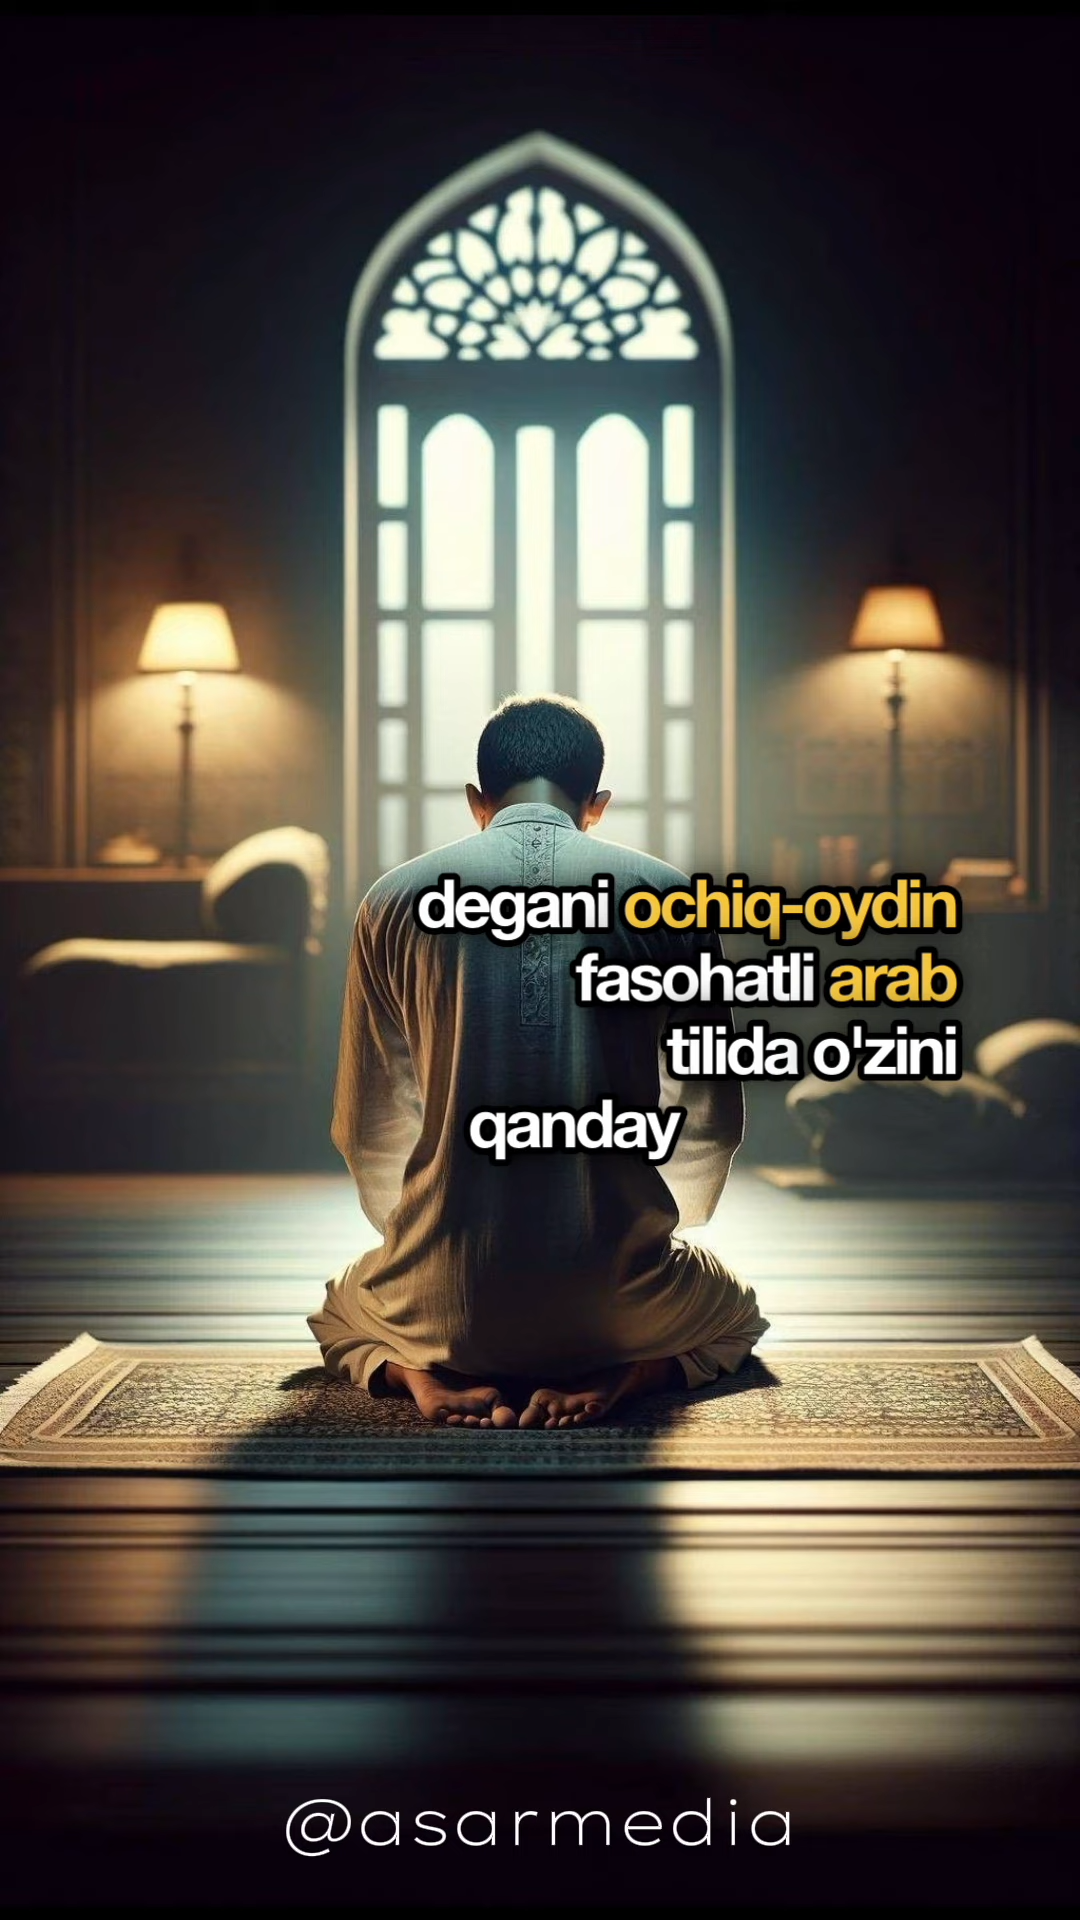 degani ochiq-oydin
fasohatli arab
tilida o'zini
qanday
@asarmedia